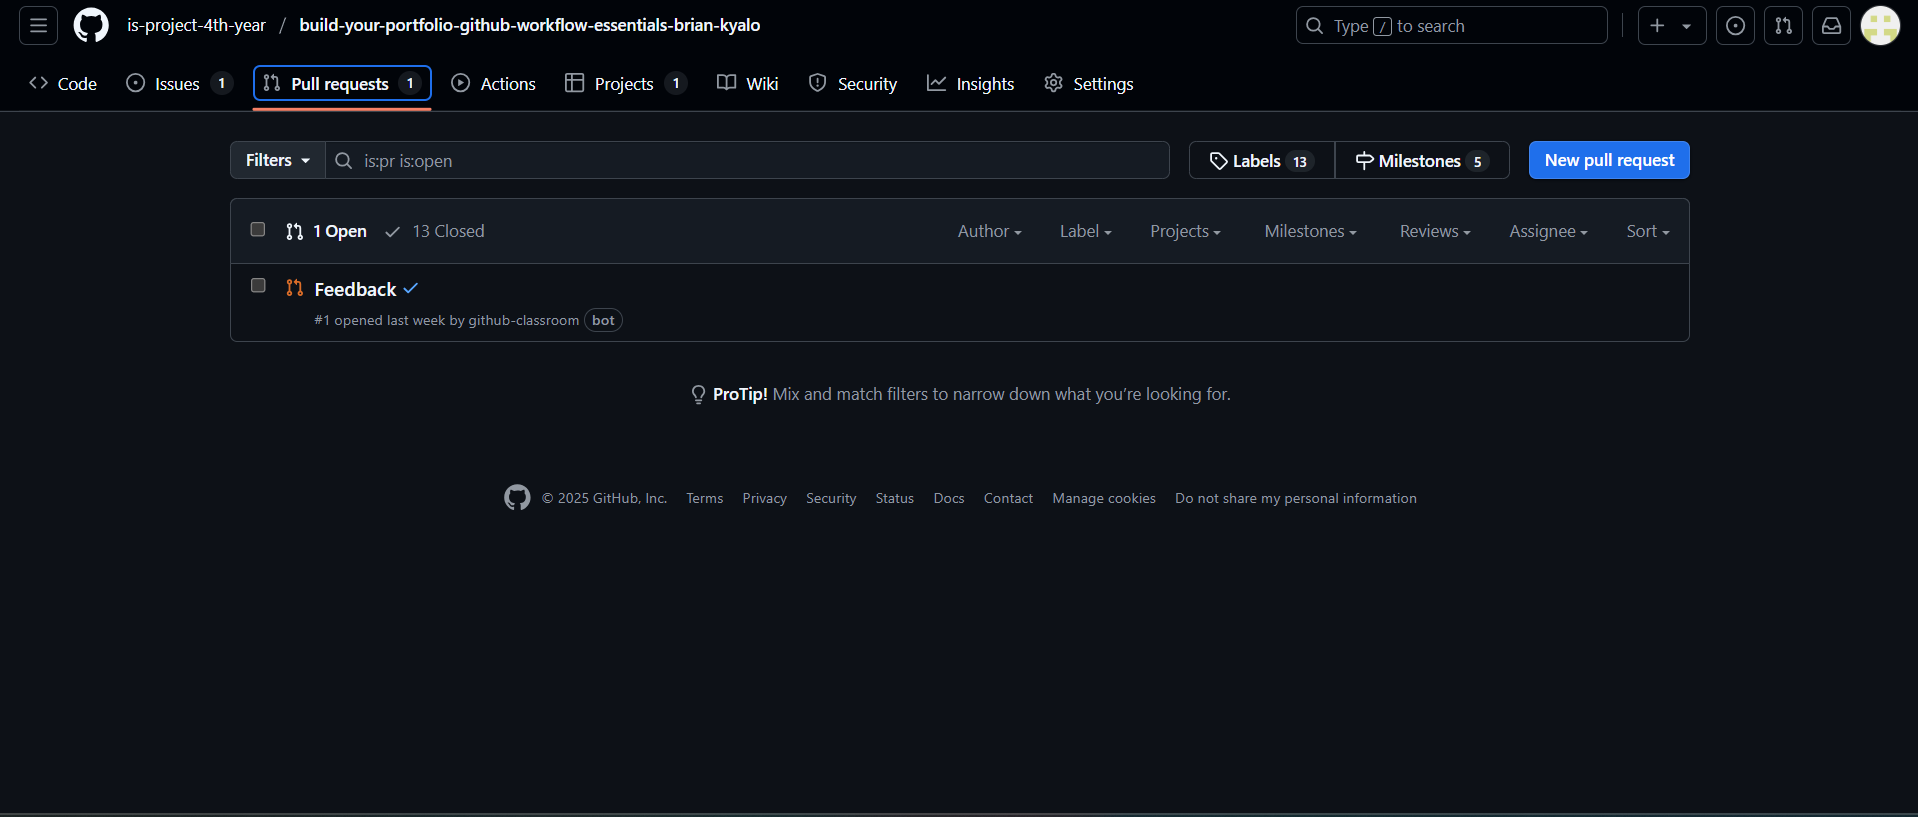 is-project-4th-year / build-your-portfolio-github-workflow-essentials-brian-kyalo
Type / to search
Code Issues 1 Pull requests 1 Actions Projects 1 Wiki Security Insights Settings
Filters is:pr is:open Labels 13 Milestones 5 New pull request
1 Open 13 Closed Author Label Projects Milestones Reviews Assignee Sort
Feedback
#1 opened last week by github-classroom bot
ProTip! Mix and match filters to narrow down what you’re looking for.
© 2025 GitHub, Inc. Terms Privacy Security Status Docs Contact Manage cookies Do not share my personal information